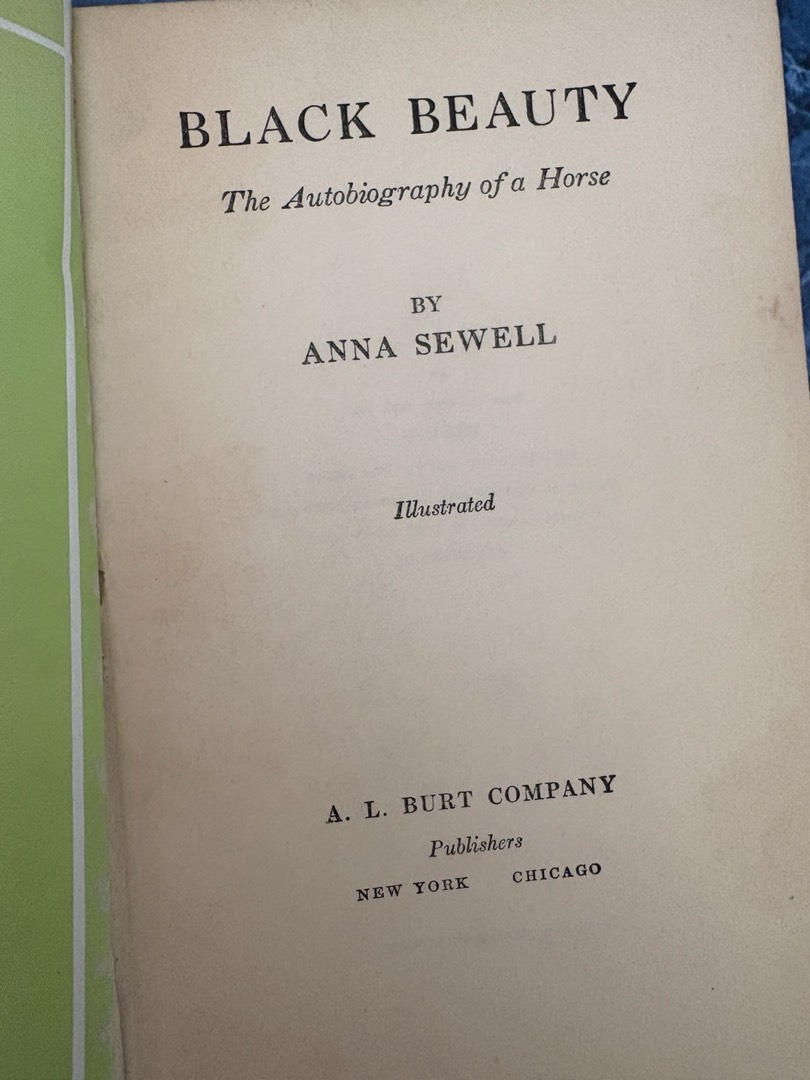 BLACK BEAUTY
The Autobiography of a Horse
BY
ANNA SEWELL
Illustrated
A. L. BURT COMPANY
Publishers
NEW YORK CHICAGO